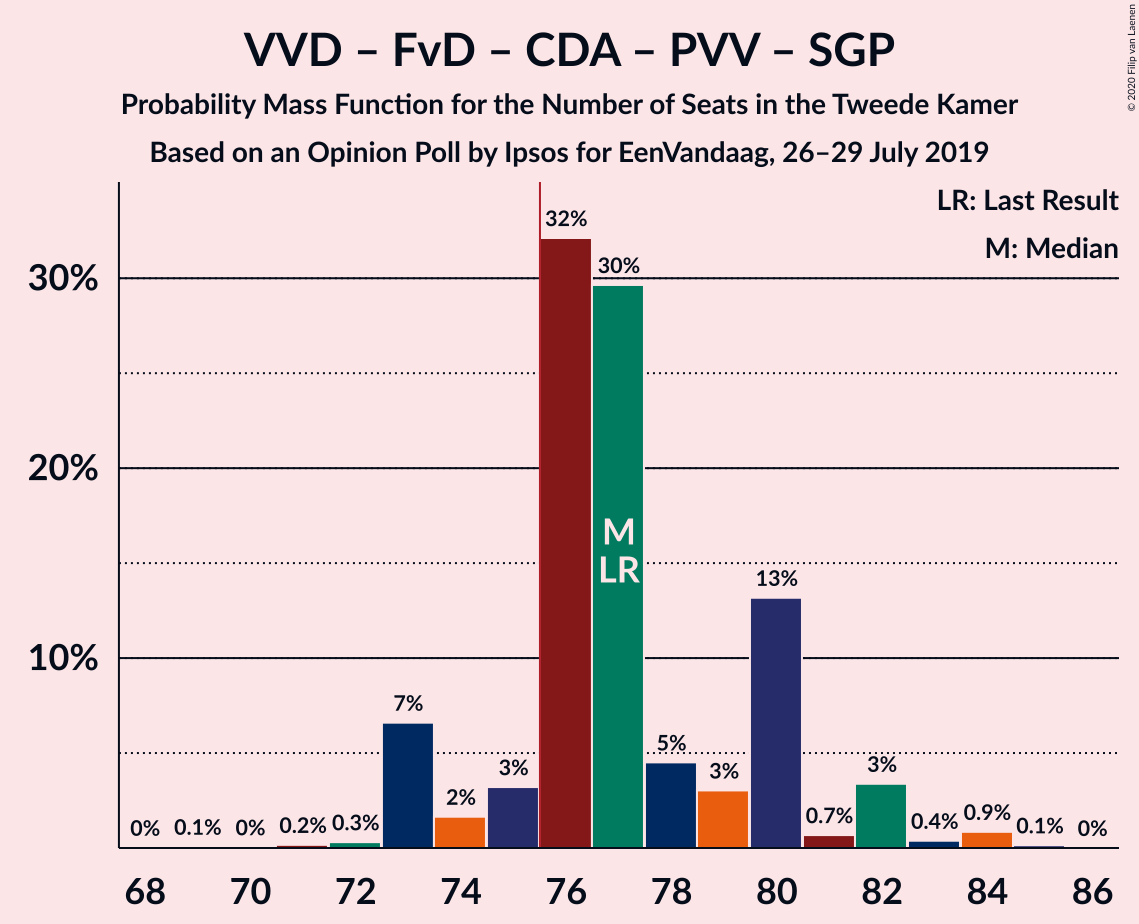 VVD – FvD – CDA – PVV – SGP
Probability Mass Function for the Number of Seats in the Tweede Kamer
Based on an Opinion Poll by Ipsos for EenVandaag, 26–29 July 2019
© 2020 Filip van Laenen
LR: Last Result
M: Median
30%
20%
10%
0%
0.1%
0%
0.2%
0.3%
7%
2%
3%
32%
30%
M
LR
5%
3%
13%
0.7%
3%
0.4%
0.9%
0.1%
0%
68 70 72 74 76 78 80 82 84 86